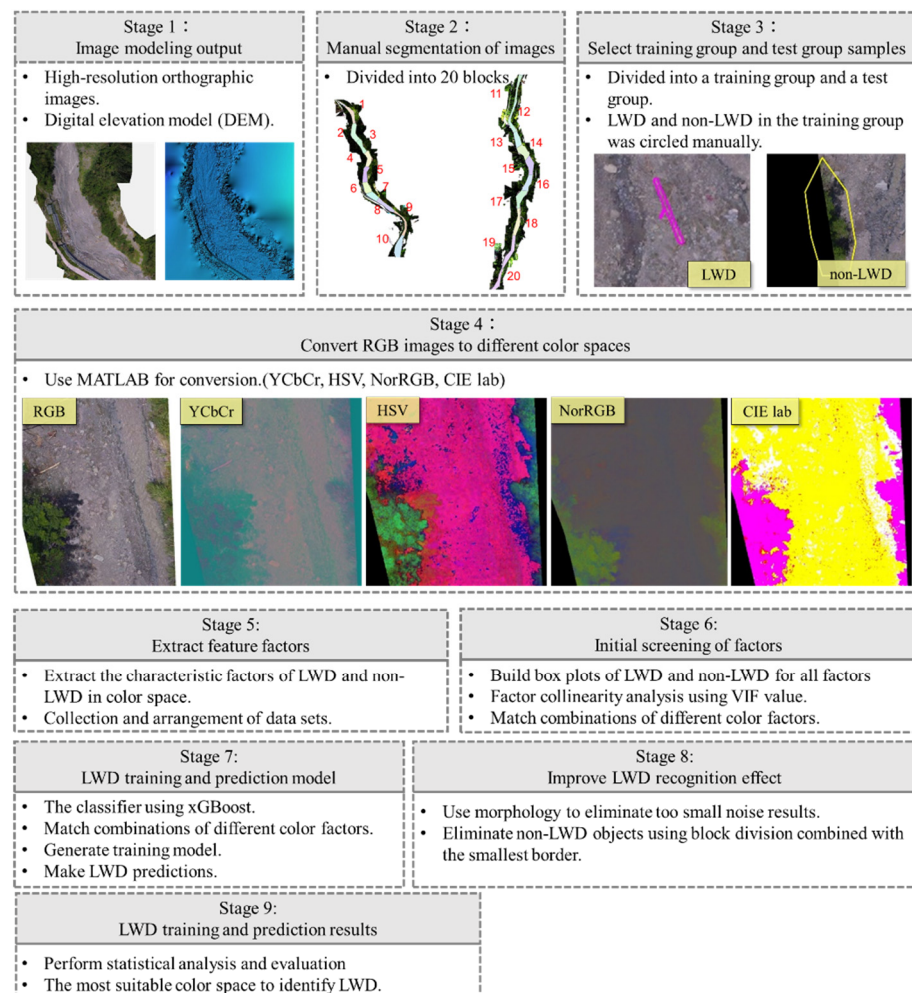 Stage 1：
Image modeling output
• High-resolution orthographic
images.
• Digital elevation model (DEM).
Stage 2：
Manual segmentation of images
• Divided into 20 blocks
1
2
3
4
5
6
7
8
9
10
11
12
13
14
15
16
17
18
19
20
Stage 3：
Select training group and test group samples
• Divided into a training group and a test
group.
• LWD and non-LWD in the training group
was circled manually.
LWD
non-LWD
Stage 4：
Convert RGB images to different color spaces
• Use MATLAB for conversion.(YCbCr, HSV, NorRGB, CIE lab)
RGB
YCbCr
HSV
NorRGB
CIE lab
Stage 5:
Extract feature factors
• Extract the characteristic factors of LWD and non-
LWD in color space.
• Collection and arrangement of data sets.
Stage 6:
Initial screening of factors
• Build box plots of LWD and non-LWD for all factors
• Factor collinearity analysis using VIF value.
• Match combinations of different color factors.
Stage 7:
LWD training and prediction model
• The classifier using xGBoost.
• Match combinations of different color factors.
• Generate training model.
• Make LWD predictions.
Stage 8:
Improve LWD recognition effect
• Use morphology to eliminate too small noise results.
• Eliminate non-LWD objects using block division combined with
the smallest border.
Stage 9:
LWD training and prediction results
• Perform statistical analysis and evaluation
• The most suitable color space to identify LWD.